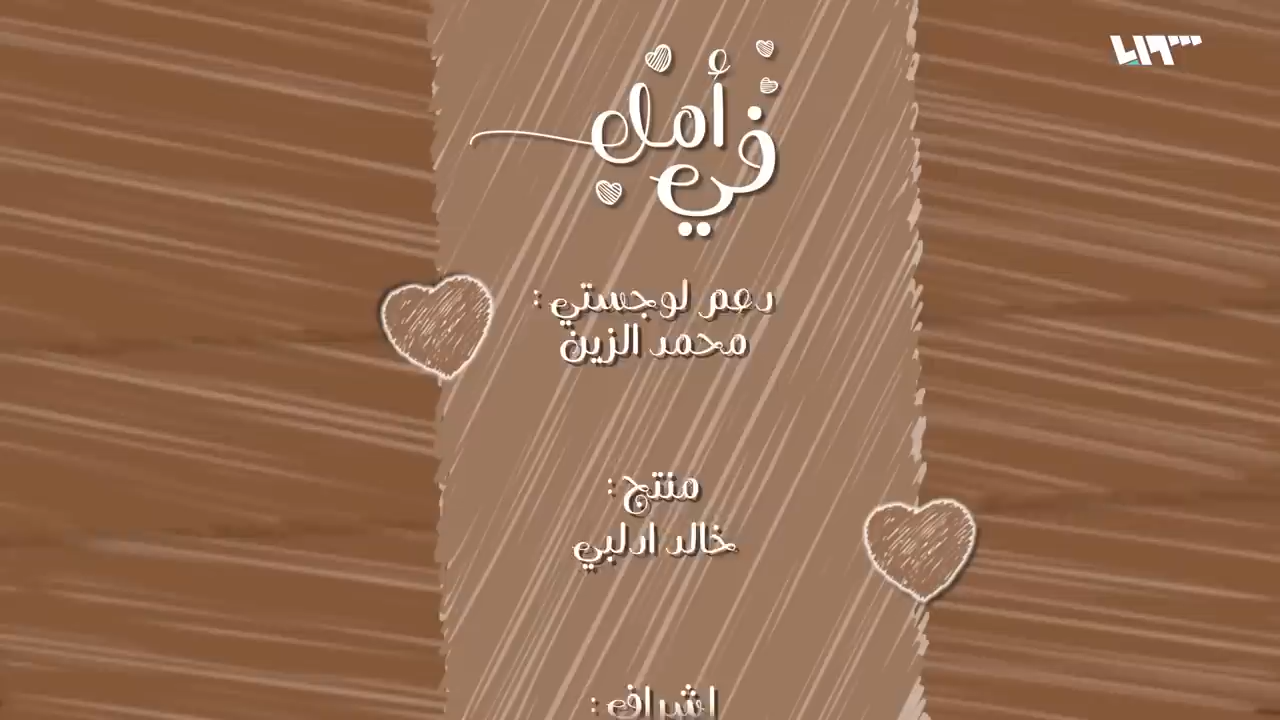 في أمل
دعم لوجستي :
محمد الزين
منتج :
خالد ادلبي
اشراف :